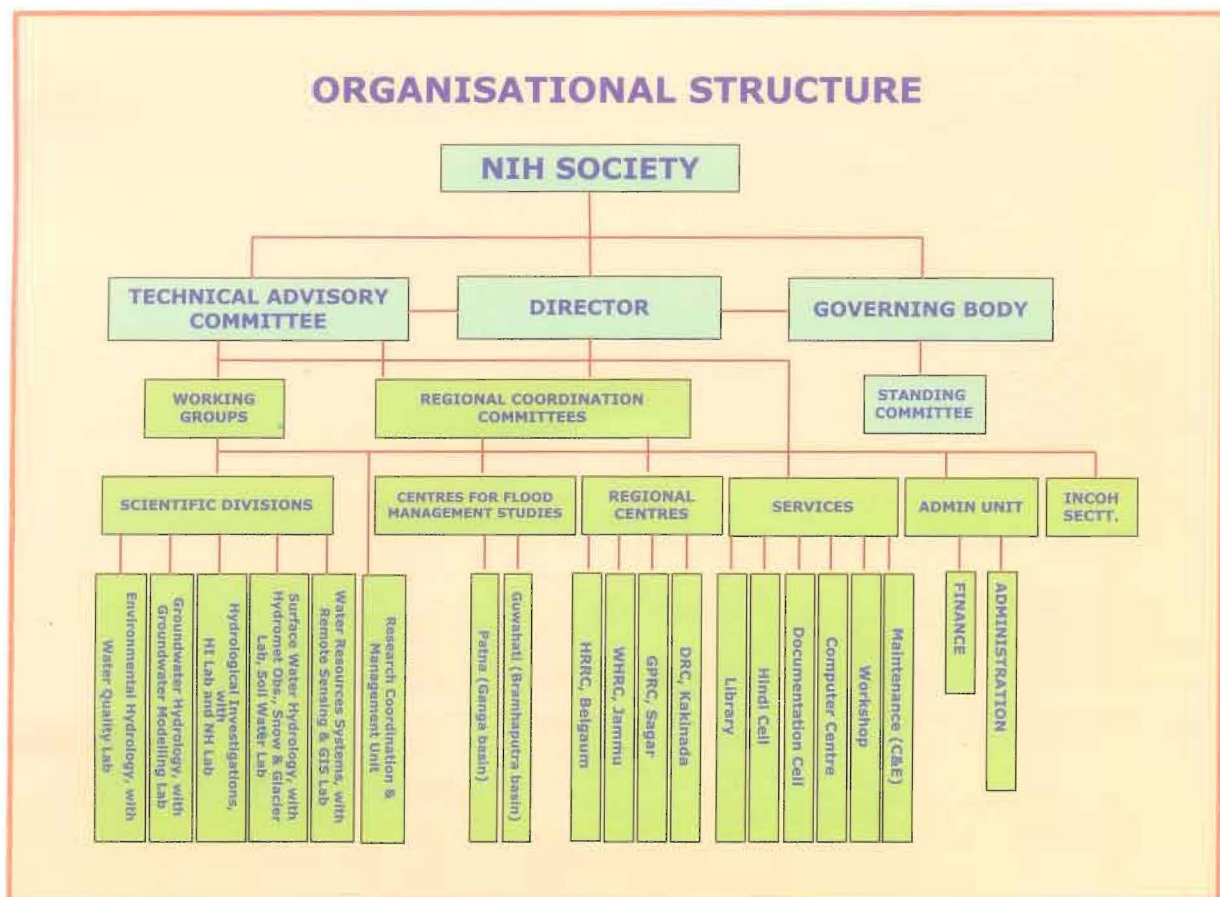 ORGANISATIONAL STRUCTURE
NIH SOCIETY
TECHNICAL ADVISORY
COMMITTEE
DIRECTOR
GOVERNING BODY
WORKING
GROUPS
REGIONAL COORDINATION
COMMITTEES
STANDING
COMMITTEE
SCIENTIFIC DIVISIONS
CENTRES FOR FLOOD
MANAGEMENT STUDIES
REGIONAL
CENTRES
SERVICES
ADMIN UNIT
INCOH
SECTT.
Environmental Hydrology, with
Water Quality Lab
Groundwater Hydrology, with
Groundwater Modelling Lab
Hydrological Investigations,
with
HI Lab and NH Lab
Surface Water Hydrology, with
Hydromet Obs., Snow & Glacier
Lab, Soil Water Lab
Water Resources Systems, with
Remote Sensing & GIS Lab
Research Coordination &
Management Unit
Patna (Ganga basin)
Guwahati (Bramhaputra basin)
HRRC, Belgaum
WHRC, Jammu
GPRC, Sagar
DRC, Kakinada
Library
Hindi Cell
Documentation Cell
Computer Centre
Workshop
Maintenance (C&E)
FINANCE
ADMINISTRATION